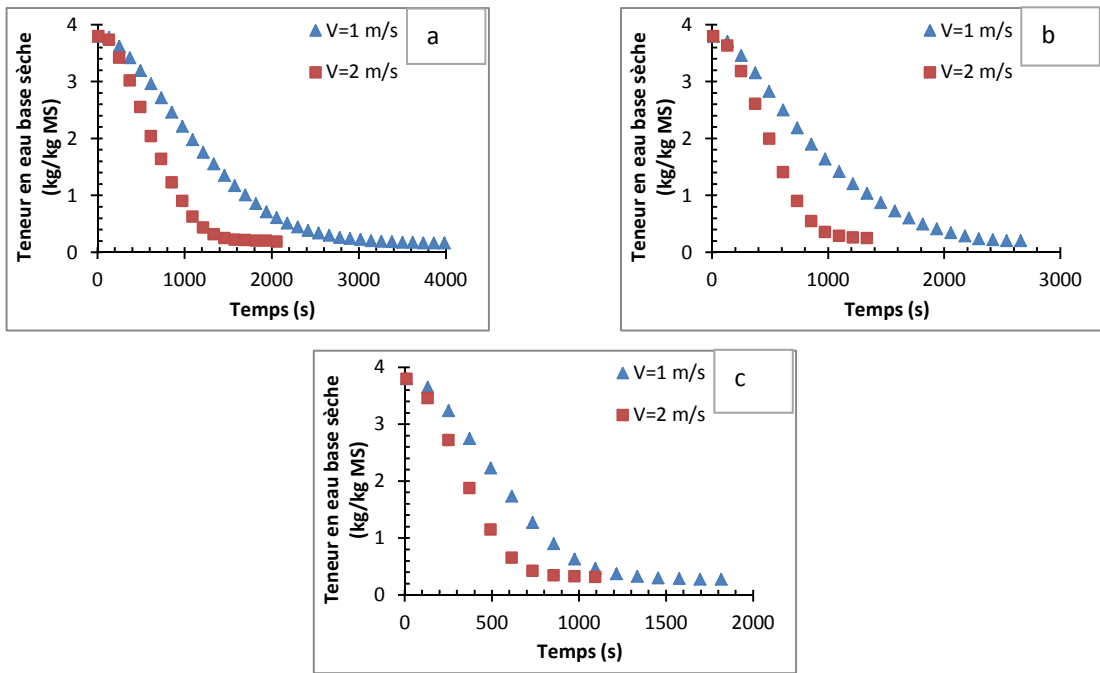 a
V=1 m/s
V=2 m/s
Teneur en eau base sèche
(kg/kg MS)
4
3
2
1
0
0 1000 2000 3000 4000
Temps (s)
b
V=1 m/s
V=2 m/s
Teneur en eau base sèche
(kg/kg MS)
4
3
2
1
0
0 1000 2000 3000
Temps (s)
c
V=1 m/s
V=2 m/s
Teneur en eau base sèche
(kg/kg MS)
4
3
2
1
0
0 500 1000 1500 2000
Temps (s)